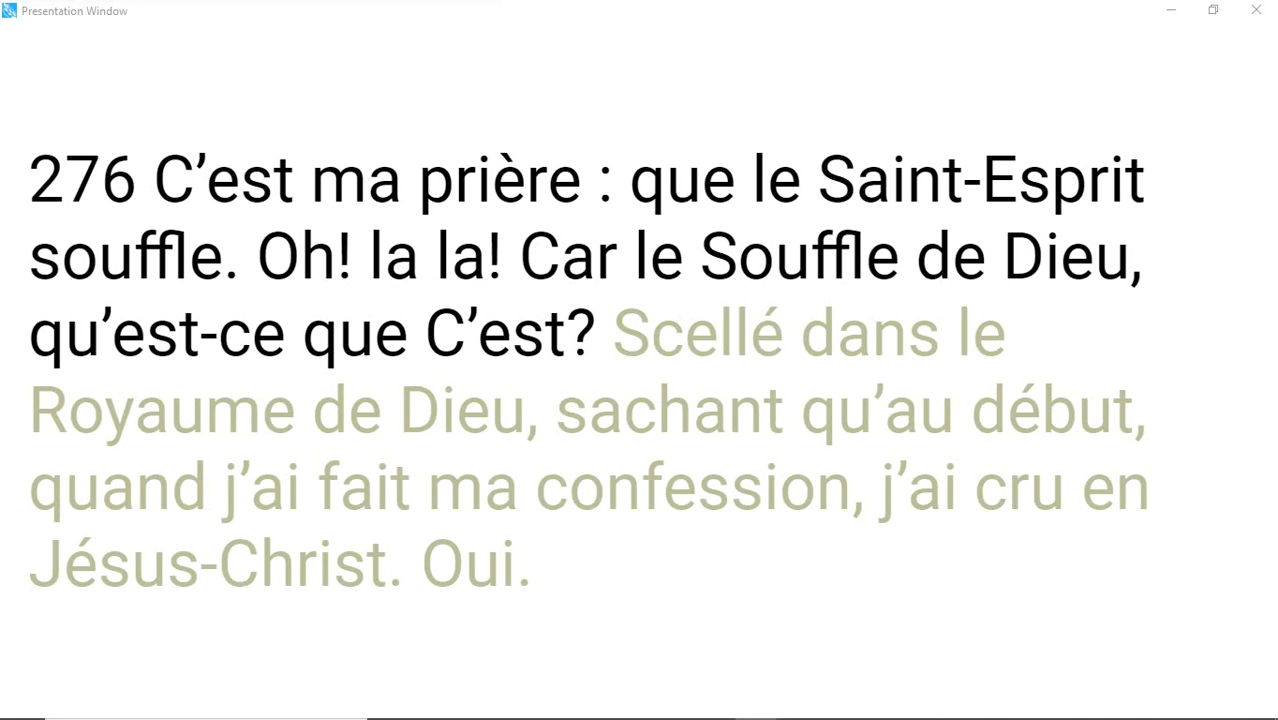 Presentation Window
276 C’est ma prière : que le Saint-Esprit
souffle. Oh! la la! Car le Souffle de Dieu,
qu’est-ce que C’est? Scellé dans le
Royaume de Dieu, sachant qu’au début,
quand j’ai fait ma confession, j’ai cru en
Jésus-Christ. Oui.